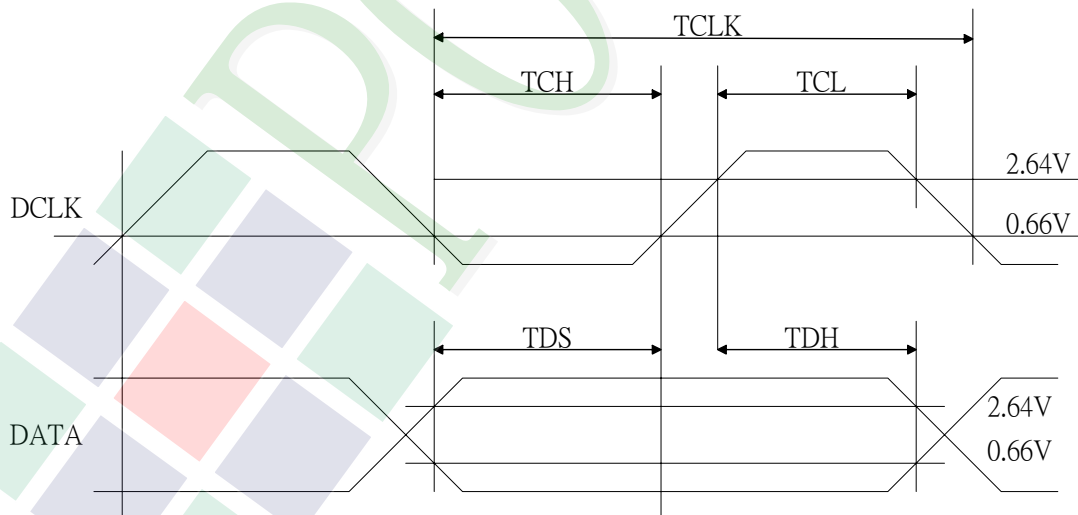 TCLK
TCH TCL
2.64V
DCLK
0.66V
TDS TDH
2.64V
DATA
0.66V